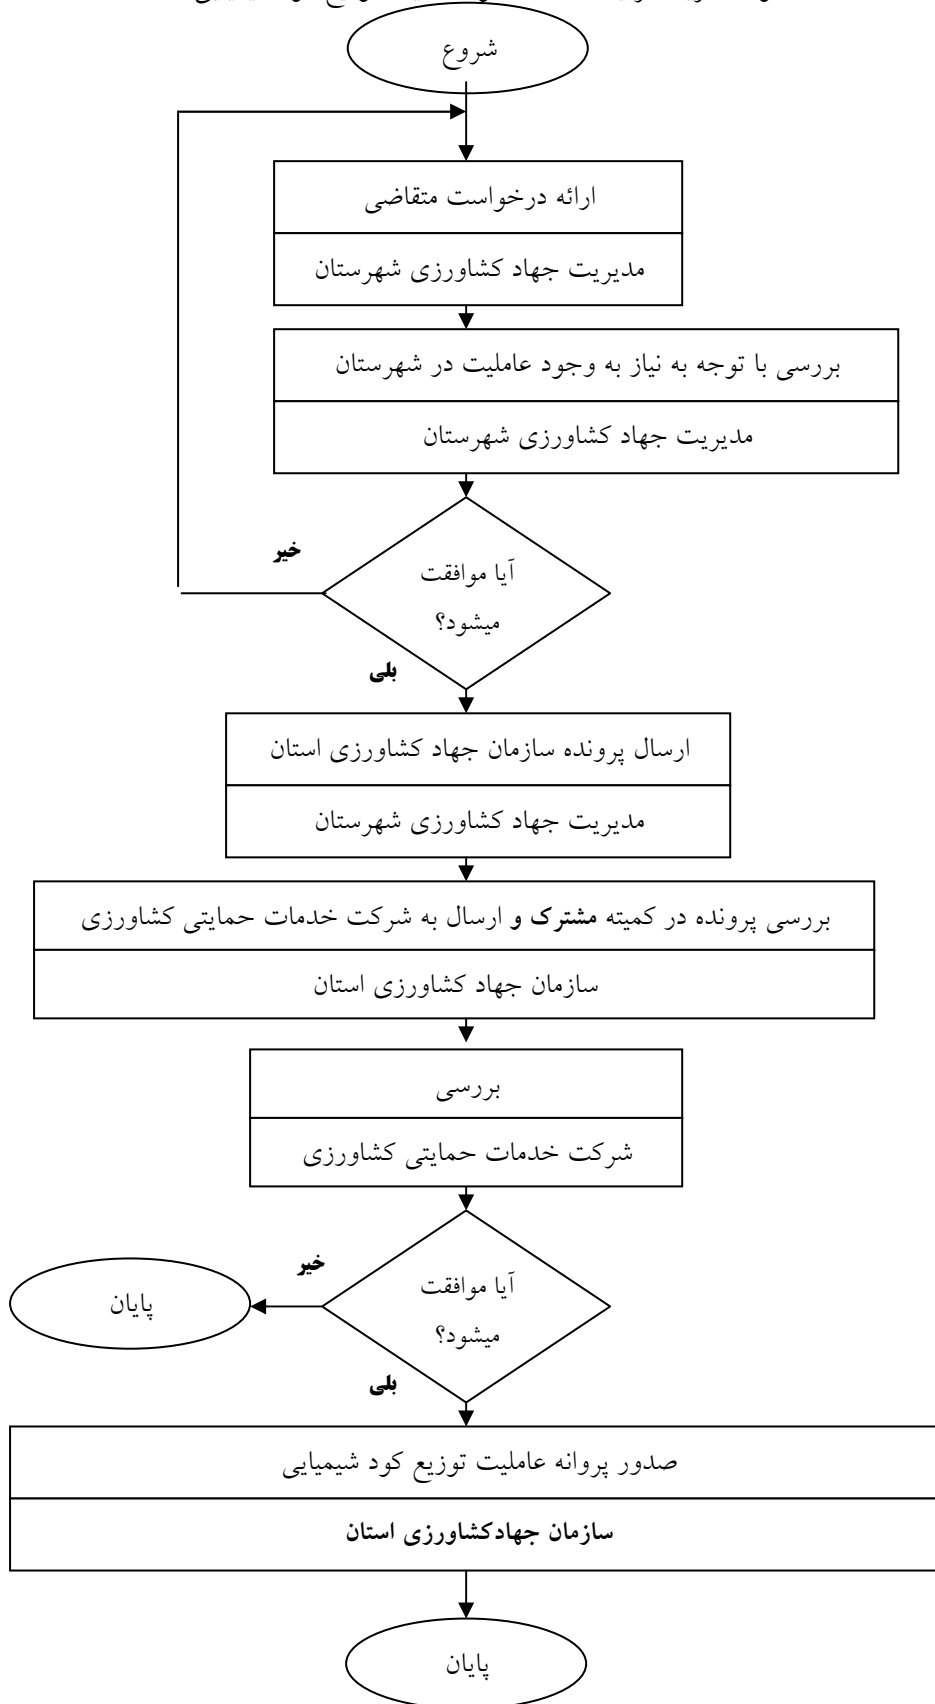 شروع
ارائه درخواست متقاضی
مدیریت جهاد کشاورزی شهرستان
بررسی با توجه به نیاز به وجود عاملیت در شهرستان
مدیریت جهاد کشاورزی شهرستان
خیر
آیا موافقت
میشود؟
بلی
ارسال پرونده سازمان جهاد کشاورزی استان
مدیریت جهاد کشاورزی شهرستان
بررسی پرونده در کمیته مشترک و ارسال به شرکت خدمات حمایتی کشاورزی
سازمان جهاد کشاورزی استان
بررسی
شرکت خدمات حمایتی کشاورزی
خیر
آیا موافقت
میشود؟
پایان
بلی
صدور پروانه عاملیت توزیع کود شیمیایی
سازمان جهادکشاورزی استان
پایان